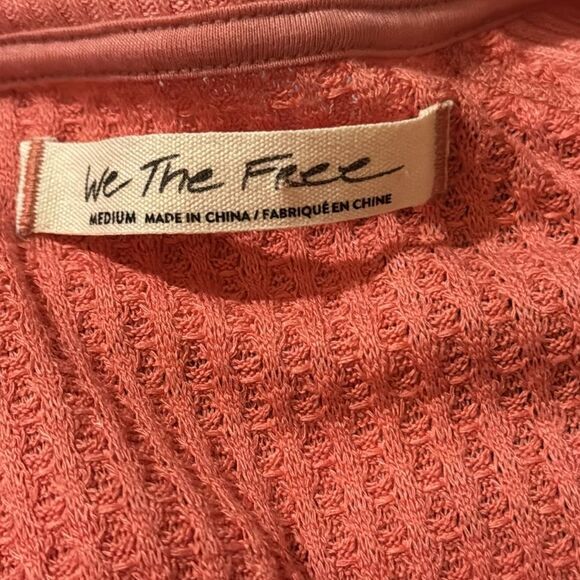 We The Free
MEDIUM MADE IN CHINA / FABRIQUÉ EN CHINE